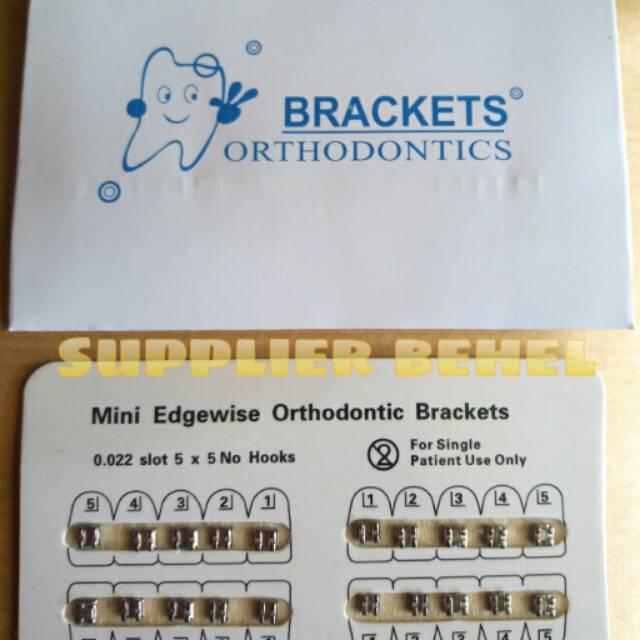 BRACKETS
ORTHODONTICS
SUPPLIER BEHEL
Mini Edgewise Orthodontic Brackets
0.022 slot 5 x 5 No Hooks
2
For Single
Patient Use Only
5 4 3 2 1
1 2 3 4 5